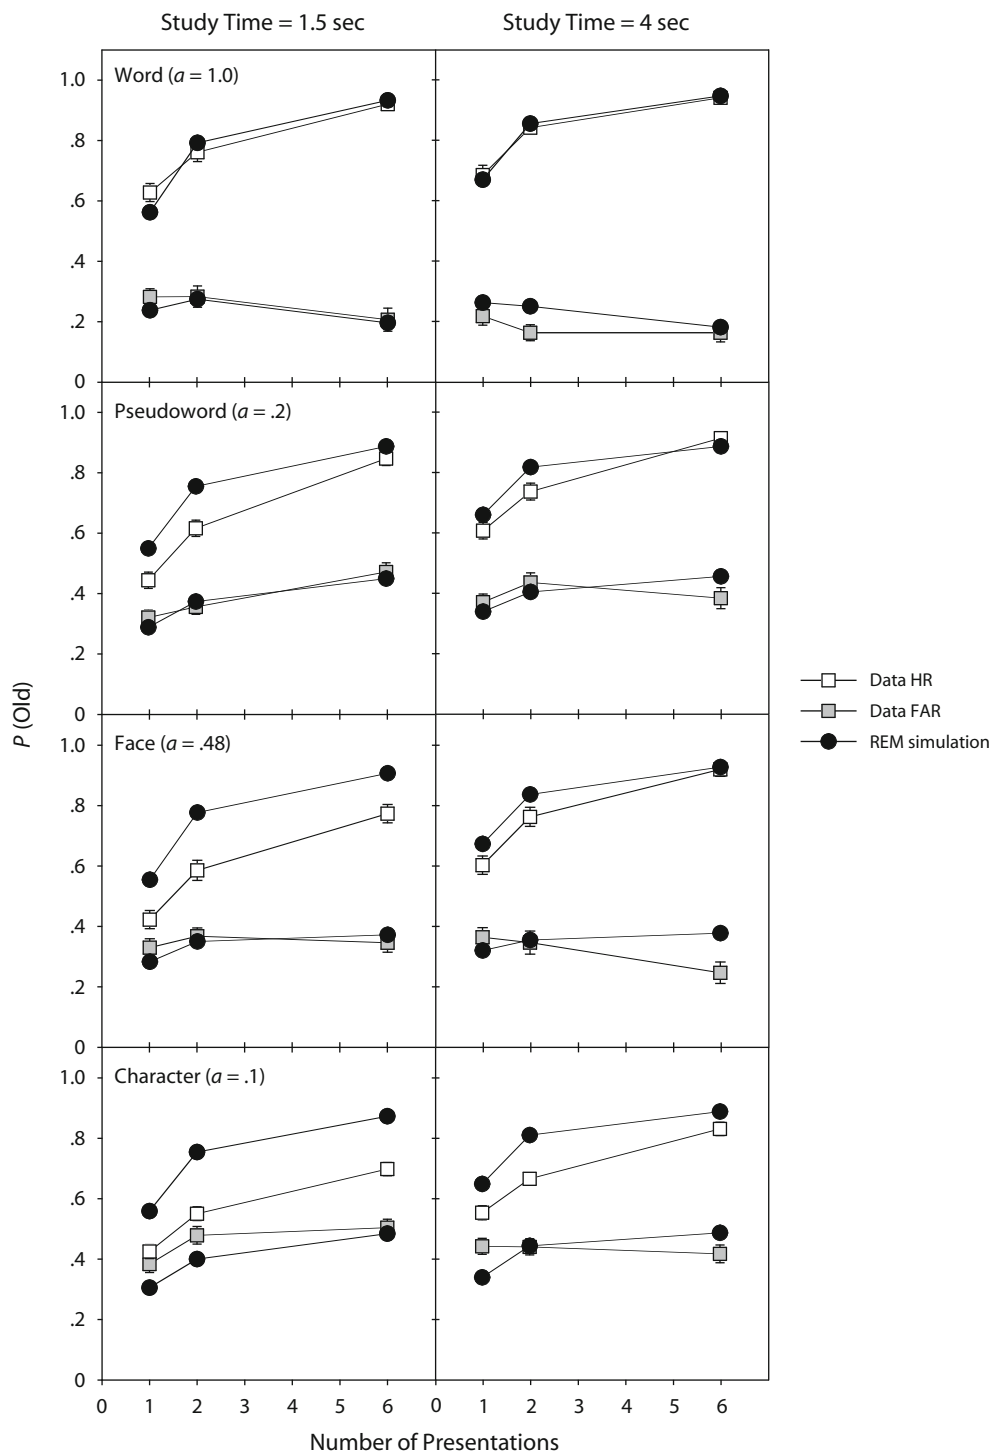 Study Time = 1.5 sec
Study Time = 4 sec
Word (a = 1.0)
1.0
.8
.6
.4
.2
0
Pseudoword (a = .2)
1.0
.8
.6
.4
.2
0
Face (a = .48)
1.0
.8
.6
.4
.2
0
Character (a = .1)
1.0
.8
.6
.4
.2
0
P (Old)
0 1 2 3 4 5 6
1 2 3 4 5 6
Number of Presentations
Data HR
Data FAR
REM simulation